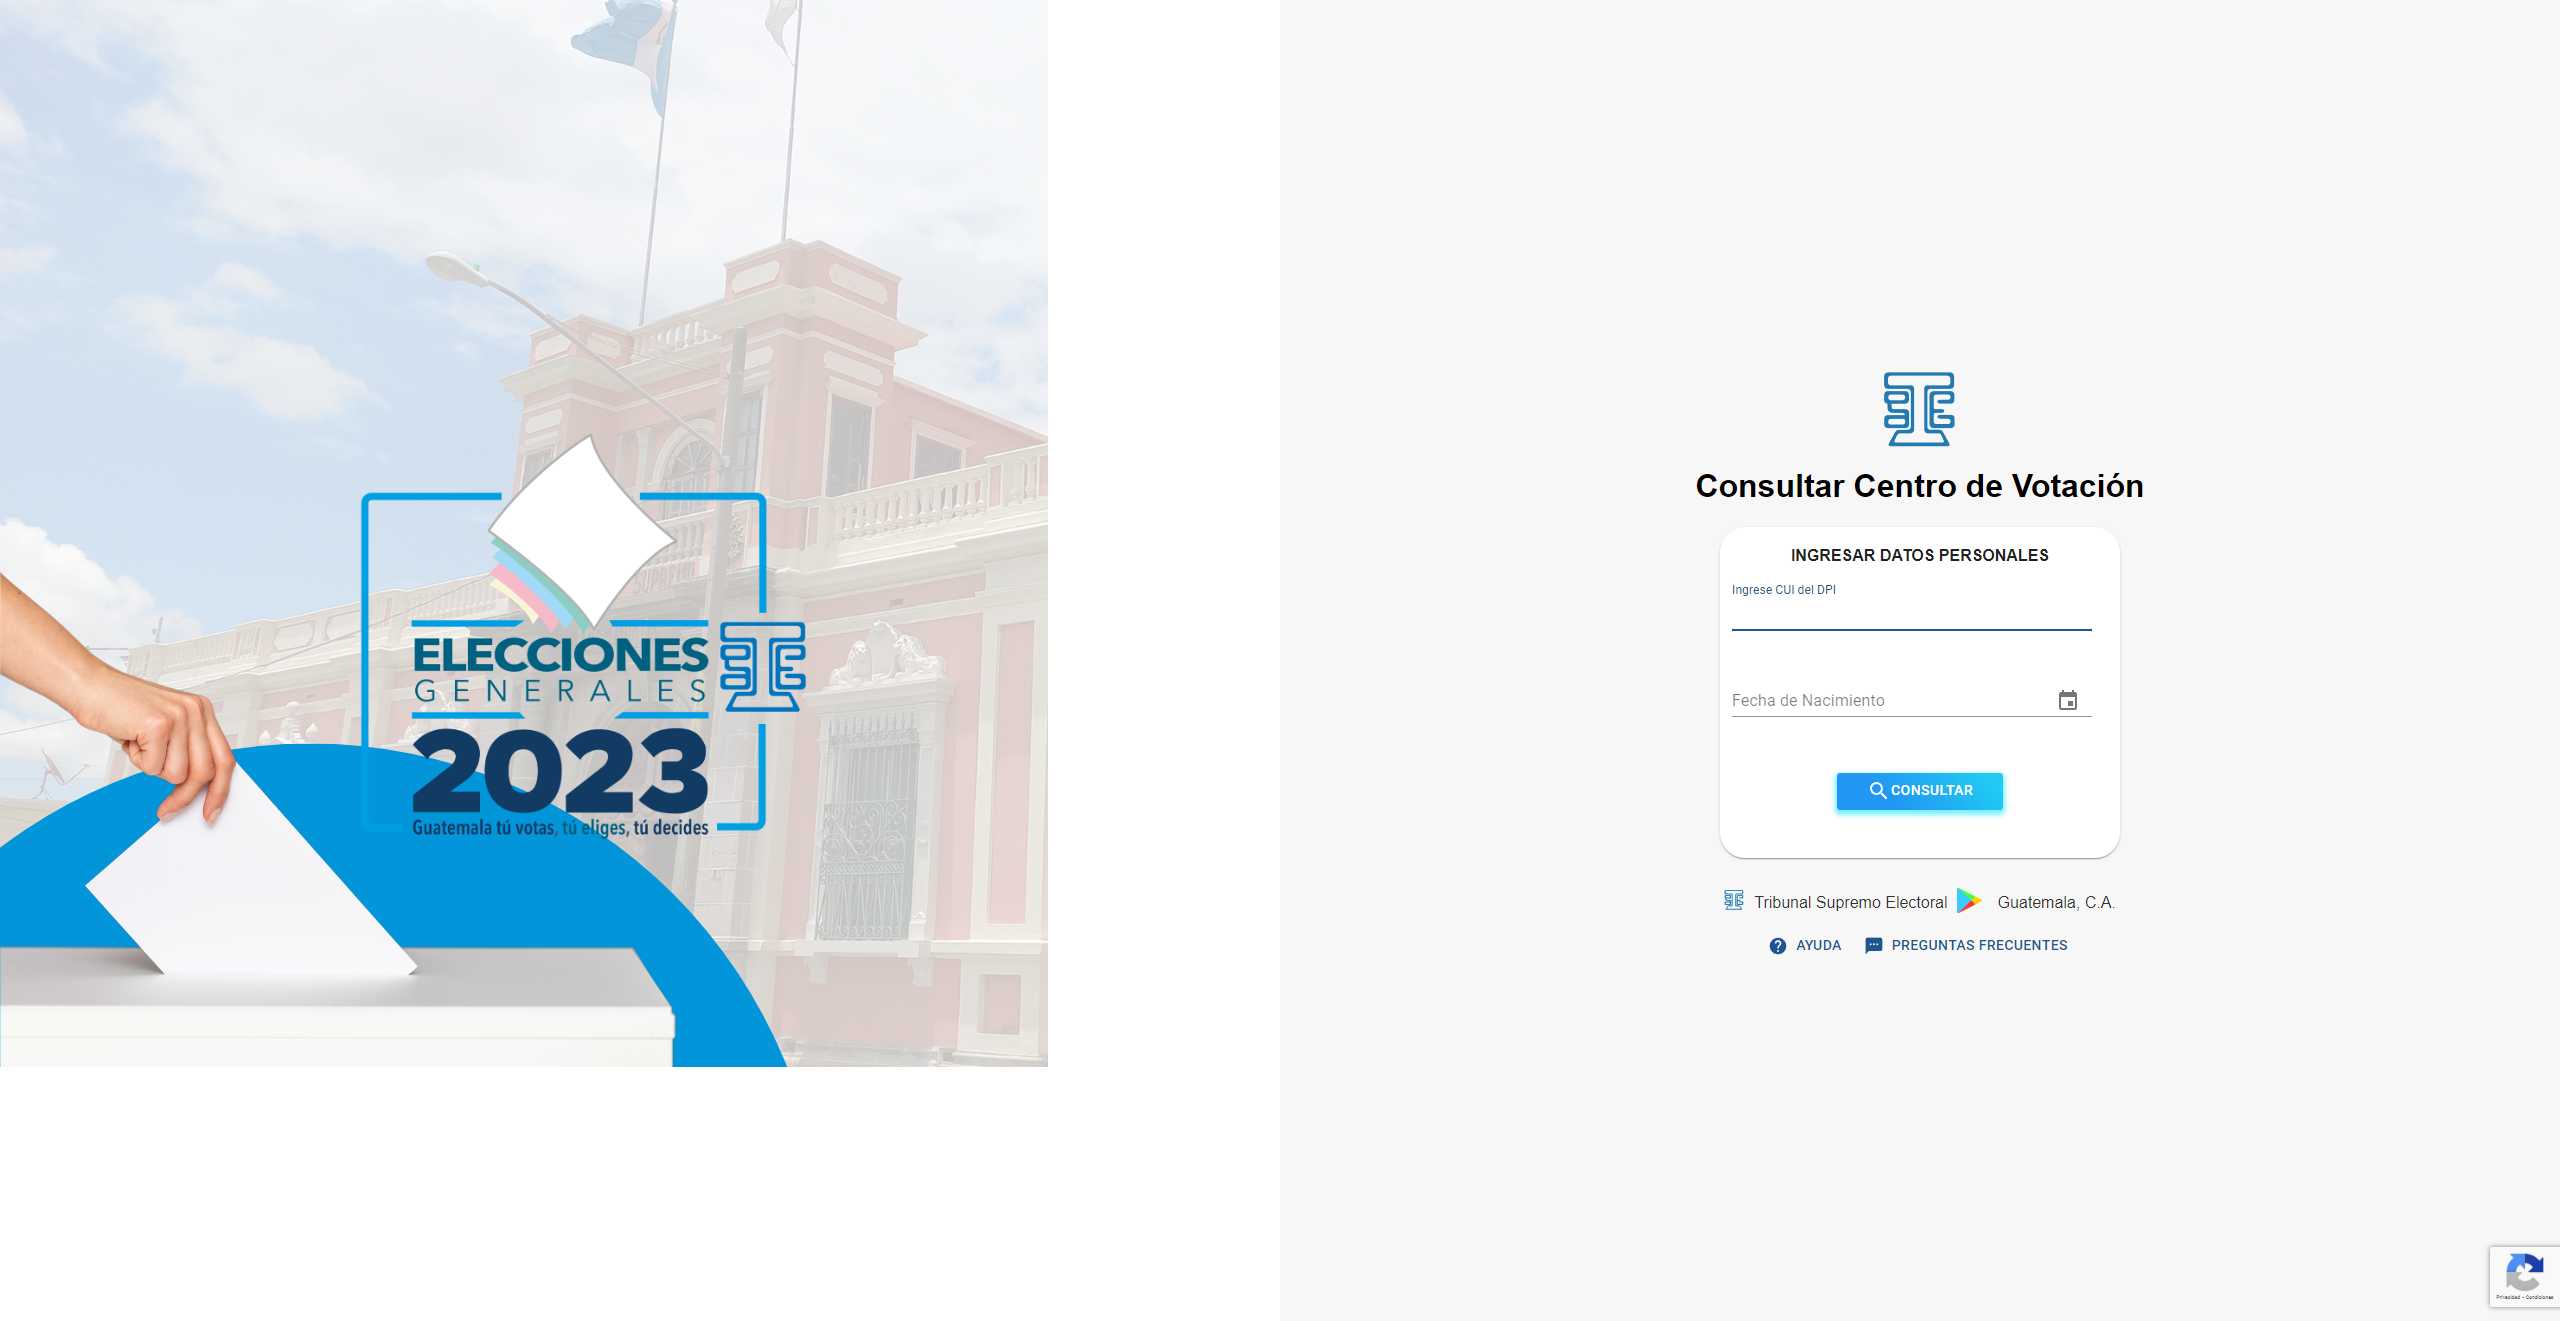 ELECCIONES
GENERALES
2023
Guatemala tú votas, tú eliges, tú decides
Consultar Centro de Votación
INGRESAR DATOS PERSONALES
Ingrese CUI del DPI
Fecha de Nacimiento
CONSULTAR
Tribunal Supremo Electoral Guatemala, C.A.
AYUDA PREGUNTAS FRECUENTES
Privacidad - Condiciones